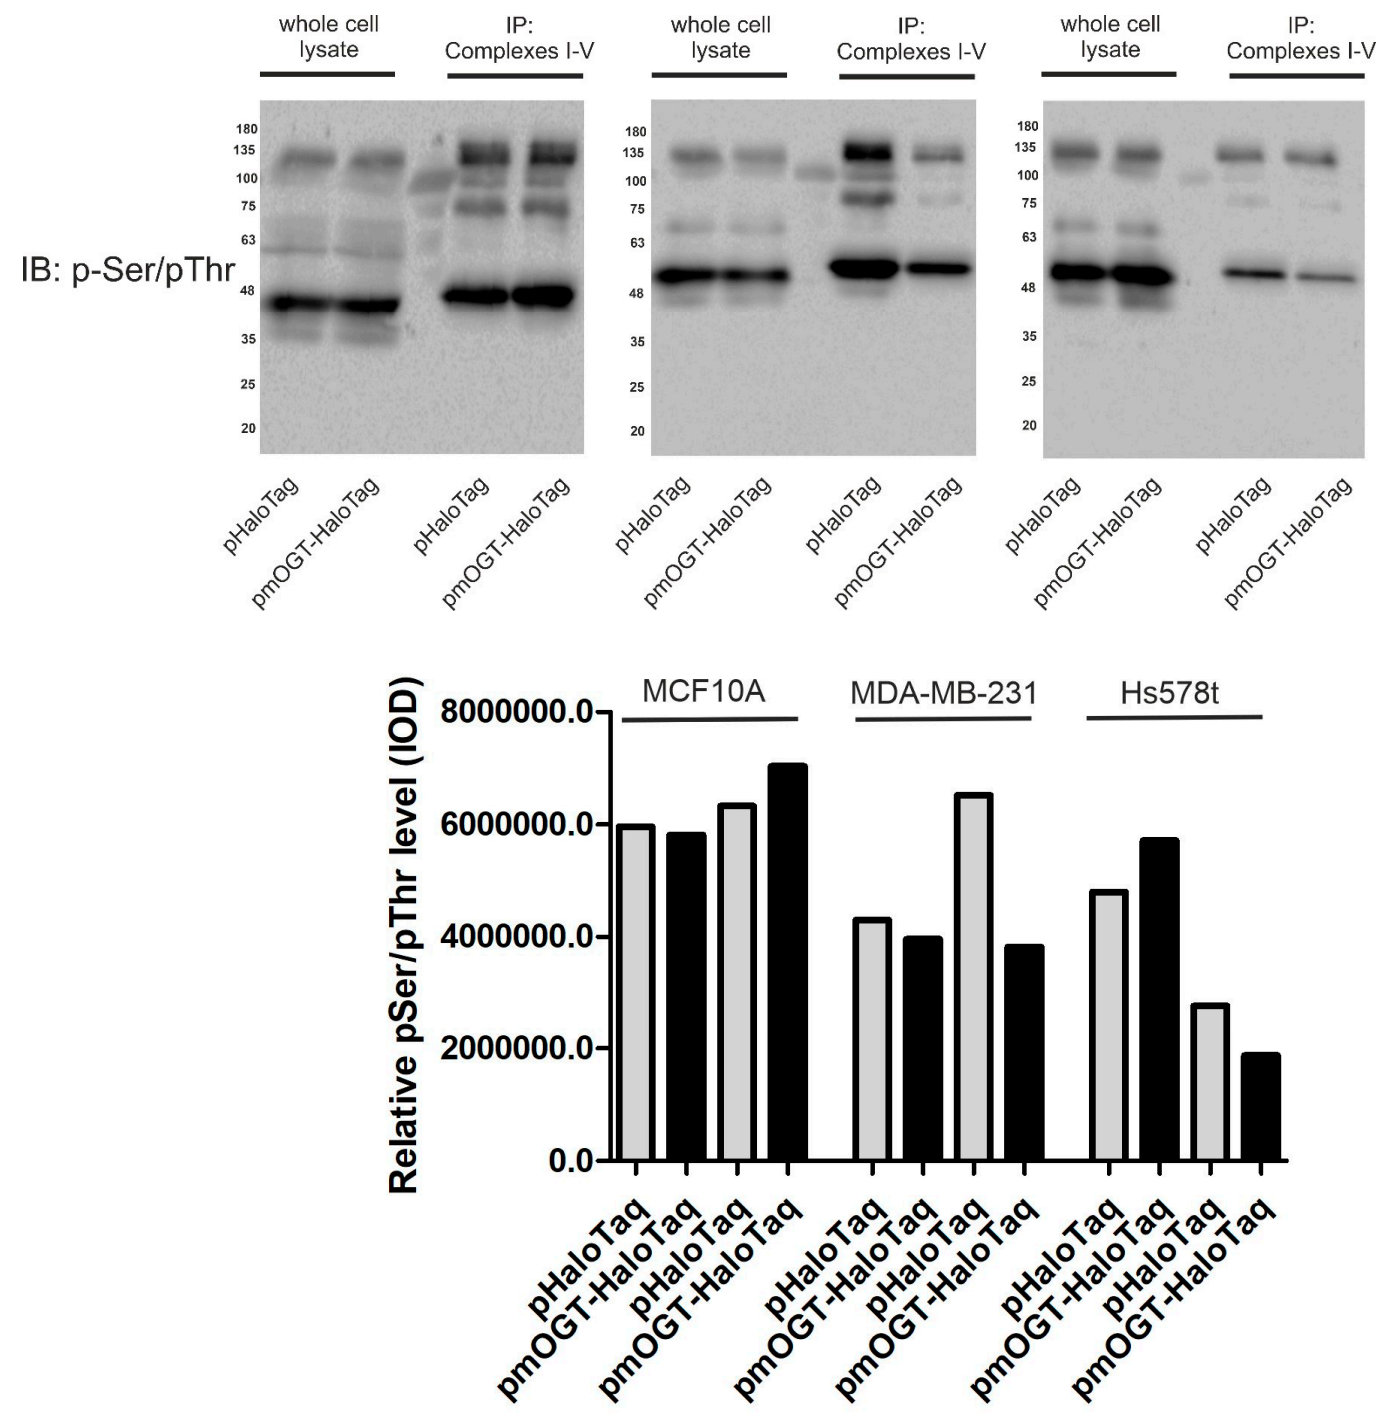 whole cell
lysate
IP:
Complexes I-V
whole cell
lysate
IP:
Complexes I-V
whole cell
lysate
IP:
Complexes I-V
IB: p-Ser/pThr
180
135
100
75
63
48
35
25
20
180
135
100
75
63
48
35
25
20
180
135
100
75
63
48
35
25
20
pHaloTag
pmOGT-HaloTag
pHaloTag
pmOGT-HaloTag
pHaloTag
pmOGT-HaloTag
pHaloTag
pmOGT-HaloTag
pHaloTag
pmOGT-HaloTag
pHaloTag
pmOGT-HaloTag
Relative pSer/pThr level (IOD)
8000000.0
6000000.0
4000000.0
2000000.0
0.0
MCF10A
MDA-MB-231
Hs578t
pHaloTaq
pmOGT-HaloTaq
pHaloTaq
pmOGT-HaloTaq
pHaloTaq
pmOGT-HaloTaq
pHaloTaq
pmOGT-HaloTaq
pHaloTaq
pmOGT-HaloTaq
pHaloTaq
pmOGT-HaloTaq